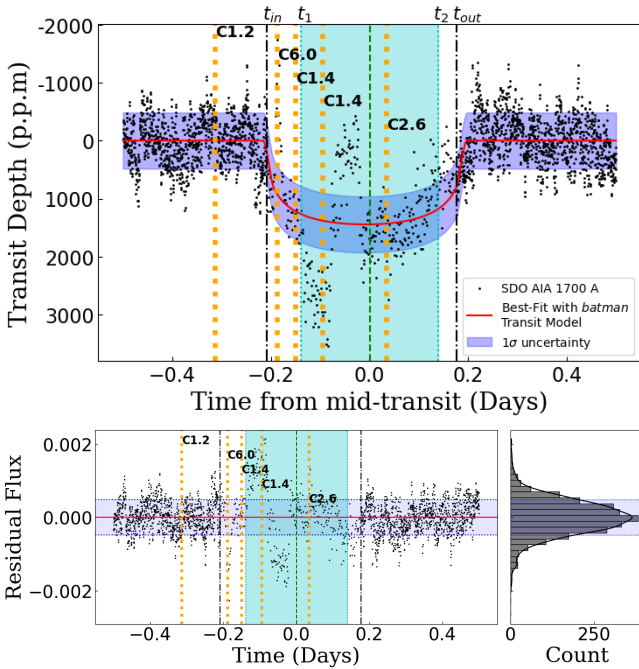 t_in t_1 t_2 t_out
−2000
−1000
0
1000
2000
3000
Transit Depth (p.p.m)
C1.2
C6.0
C1.4
C1.4
C2.6
SDO AIA 1700 A
Best-Fit with batman
Transit Model
1σ uncertainty
−0.4 −0.2 0.0 0.2 0.4
Time from mid-transit (Days)
0.002
0.000
−0.002
Residual Flux
C1.2
C6.0
C1.4
C1.4
C2.6
−0.4 −0.2 0.0 0.2 0.4
Time (Days)
0 250
Count